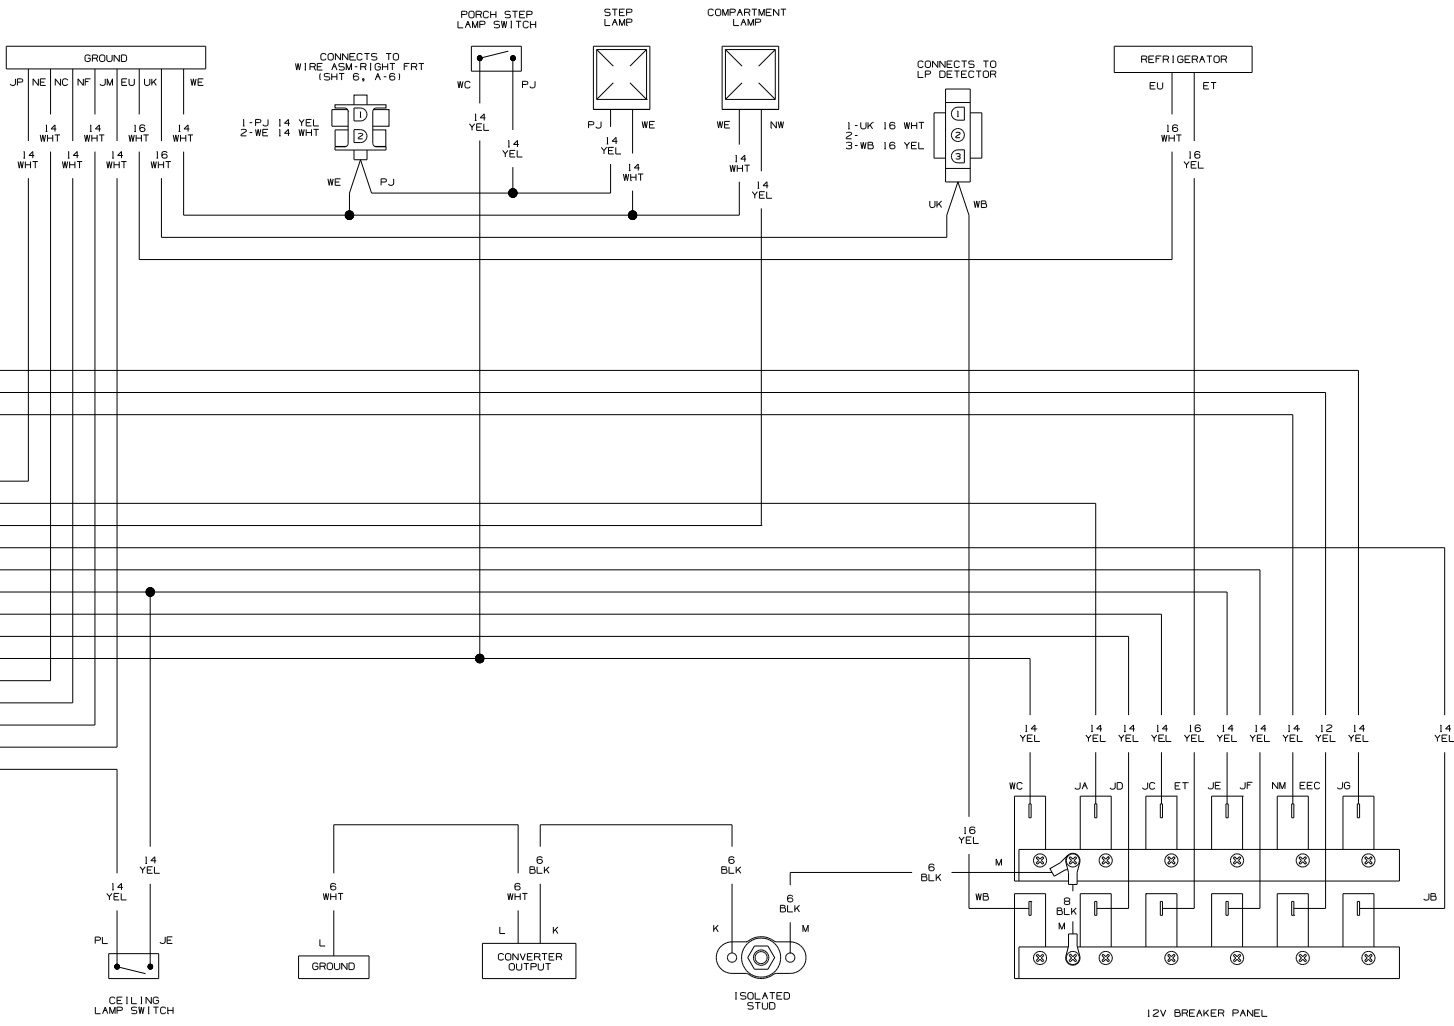 PORCH STEP
LAMP SWITCH
STEP
LAMP
COMPARTMENT
LAMP
GROUND
CONNECTS TO
WIRE ASM-RIGHT FRT
(SHT 6, A-6)
CONNECTS TO
LP DETECTOR
REFRIGERATOR
JP NE NC NF JM EU UK WE
WC PJ
EU ET
1-PJ 14 YEL
2-WE 14 WHT
1
2
PJ WE
WE NW
1-UK 16 WHT
2-
3-WB 16 YEL
1
2
3
14
WHT
14
WHT
16
WHT
14
WHT
14
YEL
16
WHT
14
WHT
14
WHT
14
WHT
16
WHT
14
YEL
14
YEL
14
WHT
14
WHT
14
YEL
16
YEL
WE PJ
UK WB
14
YEL
14
YEL
14
YEL
14
YEL
16
YEL
14
YEL
14
YEL
14
YEL
12
YEL
14
YEL
14
YEL
WC JA JD JC ET JE JF NM EEC JG
16
YEL
14
YEL
6
BLK
6
BLK
6
BLK
M
14
YEL
6
WHT
6
WHT
6
BLK
WB
8
BLK
JB
M
PL JE
L
L K
K M
GROUND
CONVERTER
OUTPUT
CEILING
LAMP SWITCH
ISOLATED
STUD
12V BREAKER PANEL